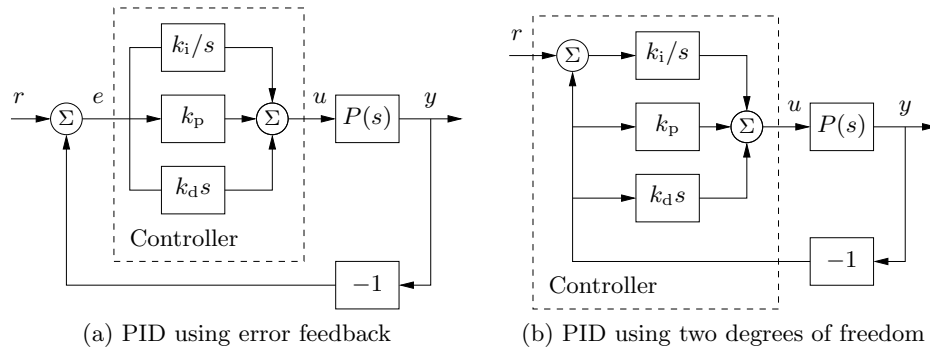 r
Σ
e
k_i/s
k_p
k_d s
Σ
u
P(s)
y
Controller
−1
(a) PID using error feedback
r
Σ
k_i/s
k_p
k_d s
Σ
u
P(s)
y
−1
Controller
(b) PID using two degrees of freedom